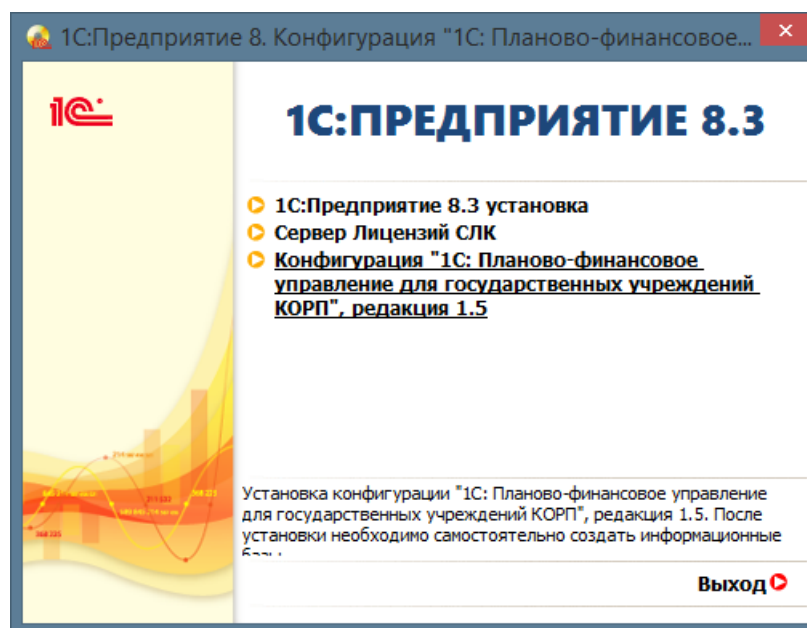 1С:Предприятие 8. Конфигурация "1С: Планово-финансовое...
1С:ПРЕДПРИЯТИЕ 8.3
1С:Предприятие 8.3 установка
Сервер Лицензий СЛК
Конфигурация "1С: Планово-финансовое
управление для государственных учреждений
КОРП", редакция 1.5
Установка конфигурации "1С: Планово-финансовое управление
для государственных учреждений КОРП", редакция 1.5. После
установки необходимо самостоятельно создать информационные
Выход